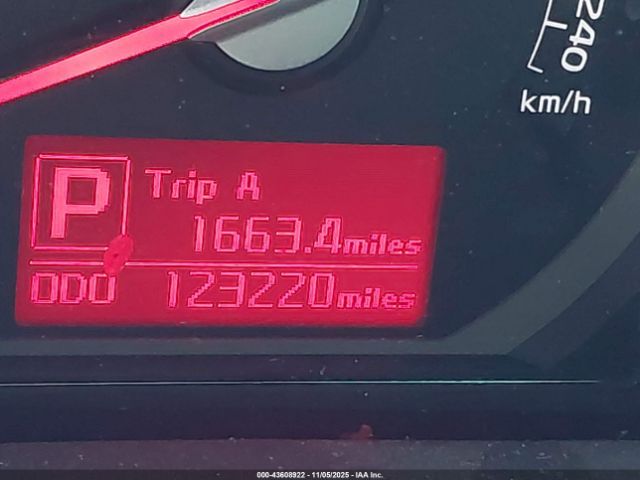 240
km/h
P
Trip A
1663.4miles
ODO 123220miles
000-43608922 - 11/05/2025 - IAA Inc.